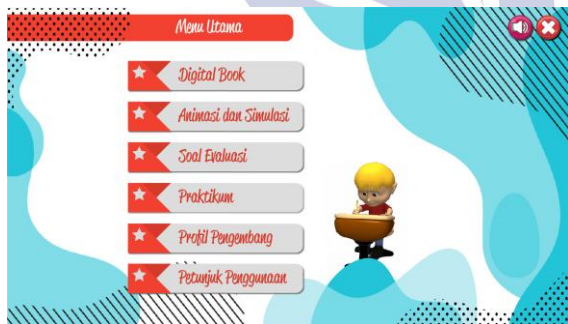 Menu Utama
Digital Book
Animasi dan Simulasi
Soal Evaluasi
Praktikum
Profil Pengembang
Petunjuk Penggunaan